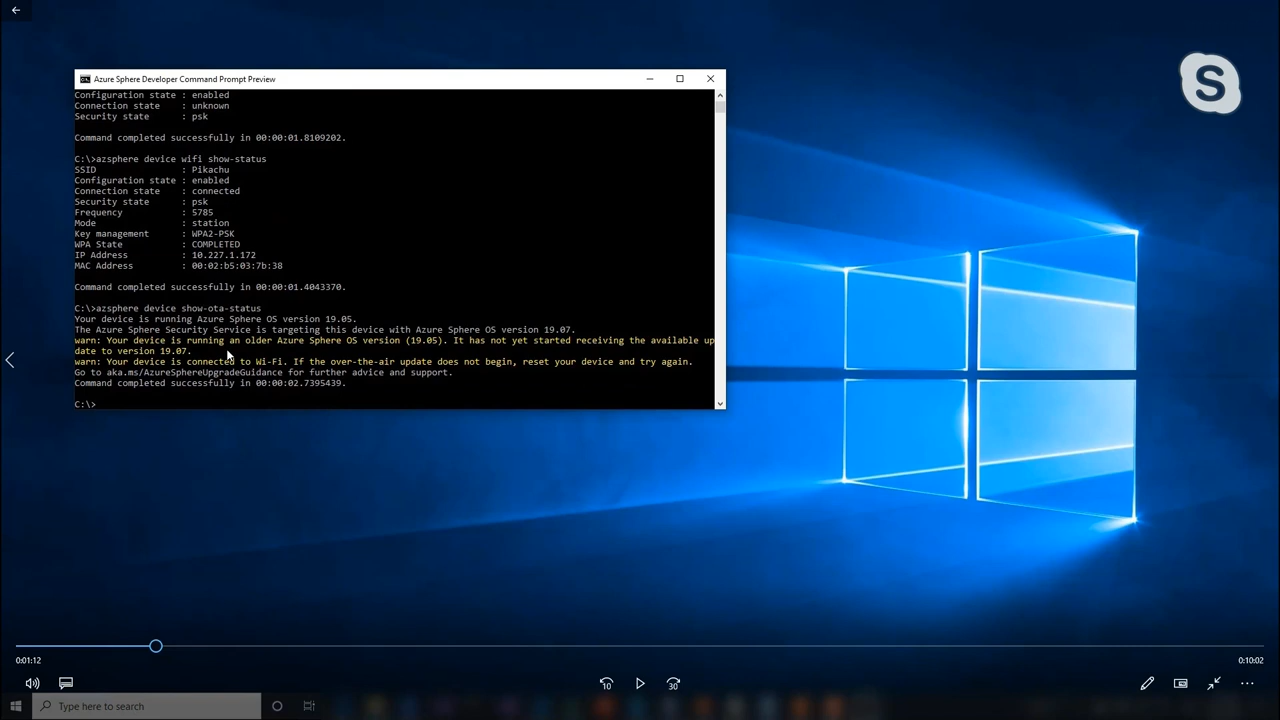 Azure Sphere Developer Command Prompt Preview
Configuration state : enabled
Connection state : unknown
Security state : psk
Command completed successfully in 00:00:01.8109202.
C:\>azsphere device wifi show-status
SSID : Pikachu
Configuration state : enabled
Connection state : connected
Security state : psk
Frequency : 5785
Mode : station
Key management : WPA2-PSK
WPA State : COMPLETED
IP Address : 10.227.1.172
MAC Address : 00:02:b5:03:7b:38
Command completed successfully in 00:00:01.4043370.
C:\>azsphere device show-ota-status
Your device is running Azure Sphere OS version 19.05.
The Azure Sphere Security Service is targeting this device with Azure Sphere OS version 19.07.
warn: Your device is running an older Azure Sphere OS version (19.05). It has not yet started receiving the available up
date to version 19.07.
warn: Your device is connected to Wi-Fi. If the over-the-air update does not begin, reset your device and try again.
Go to aka.ms/AzureSphereUpgradeGuidance for further advice and support.
Command completed successfully in 00:00:02.7395439.
C:\>
S
0:01:12
0:10:02
10
30
Type here to search